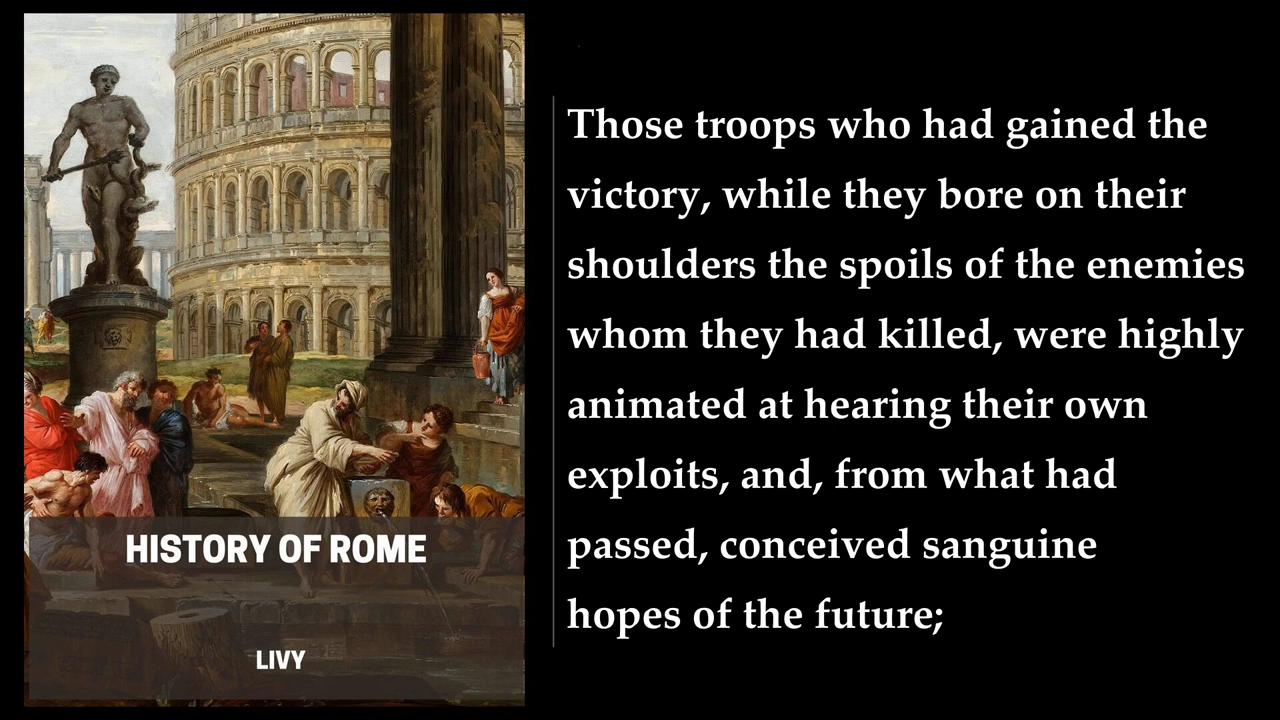 HISTORY OF ROME
LIVY
Those troops who had gained the
victory, while they bore on their
shoulders the spoils of the enemies
whom they had killed, were highly
animated at hearing their own
exploits, and, from what had
passed, conceived sanguine
hopes of the future;